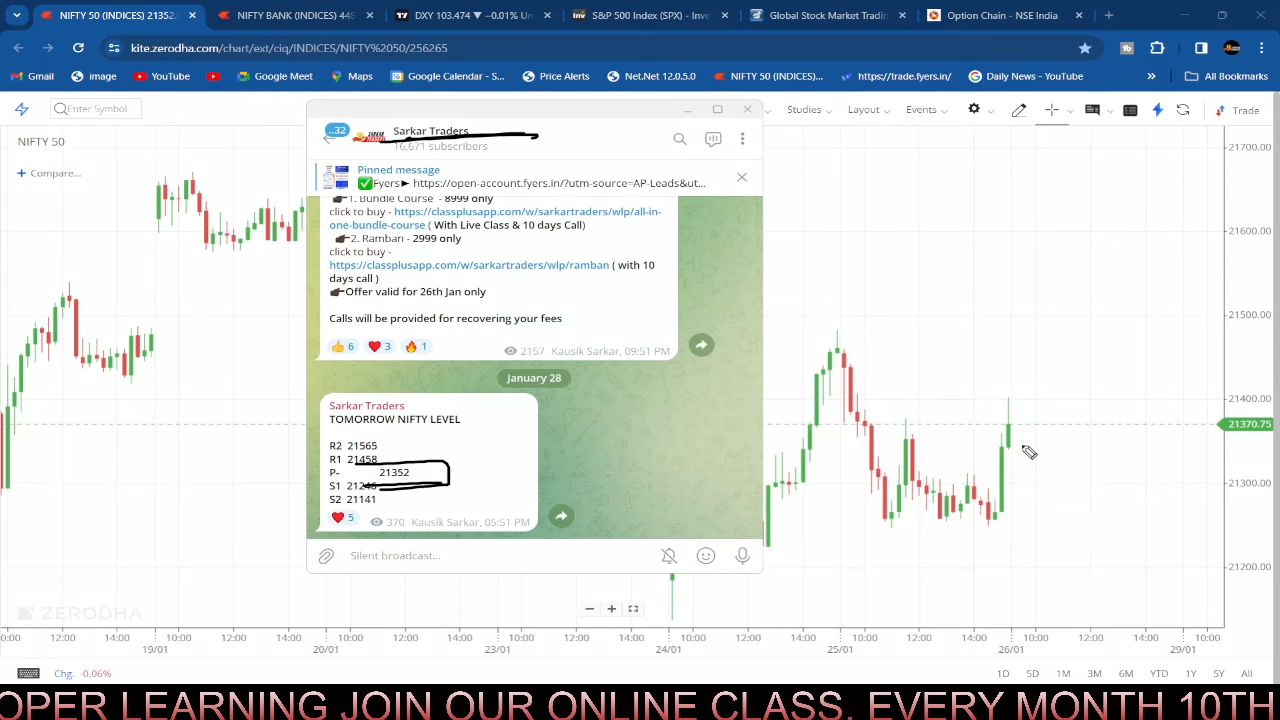 NIFTY 50 (INDICES) 21352
NIFTY BANK (INDICES) 448
DXY 103.474 ▼ −0.01% Un
S&P 500 Index (SPX) - Inve
Global Stock Market Tradin
Option Chain - NSE India
kite.zerodha.com/chart/ext/ciq/INDICES/NIFTY%2050/256265
Gmail
image
YouTube
Google Meet
Maps
Google Calendar - S...
Price Alerts
Net.Net 12.0.5.0
NIFTY 50 (INDICES)...
https://trade.fyers.in/
Daily News - YouTube
All Bookmarks
Enter Symbol
Studies
Layout
Events
Trade
NIFTY 50
Compare...
..32
Sarkar Traders
16,671 subscribers
Pinned message
✅Fyers► https://open-account.fyers.in/?utm-source=AP-Leads&ut...
1. Bundle Course - 8999 only
click to buy - https://classplusapp.com/w/sarkartraders/wlp/all-in-
one-bundle-course ( With Live Class & 10 days Call)
2. Ramban - 2999 only
click to buy -
https://classplusapp.com/w/sarkartraders/wlp/ramban ( with 10
days call )
Offer valid for 26th Jan only
Calls will be provided for recovering your fees
👍 6 ❤ 3 🔥 1
2157 Kausik Sarkar, 09:51 PM
January 28
Sarkar Traders
TOMORROW NIFTY LEVEL
R2 21565
R1 21458
P- 21352
S1 21246
S2 21141
❤ 5
370 Kausik Sarkar, 05:51 PM
Silent broadcast...
21700.00
21600.00
21500.00
21400.00
21370.75
21300.00
21200.00
ZERODHA
0:00 12:00 14:00 10:00 12:00 14:00 10:00 12:00 14:00 10:00 12:00 14:00 10:00 12:00 14:00 10:00 12:00 14:00 10:00 12:00 14:00 10:00
19/01 20/01 23/01 24/01 25/01 26/01 29/01
Chg. -0.06%
1D 5D 1M 3M 6M YTD 1Y 5Y All
OPER LEARNING JOIN OUR ONLINE CLASS. EVERY MONTH 10TH